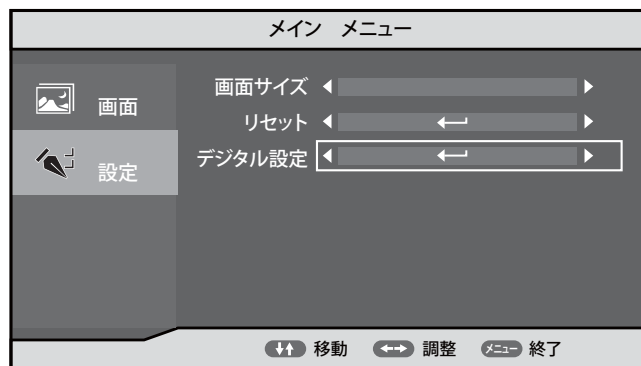 メイン　メニュー
画面
設定
画面サイズ
リセット
デジタル設定
移動 調整 メニュー 終了